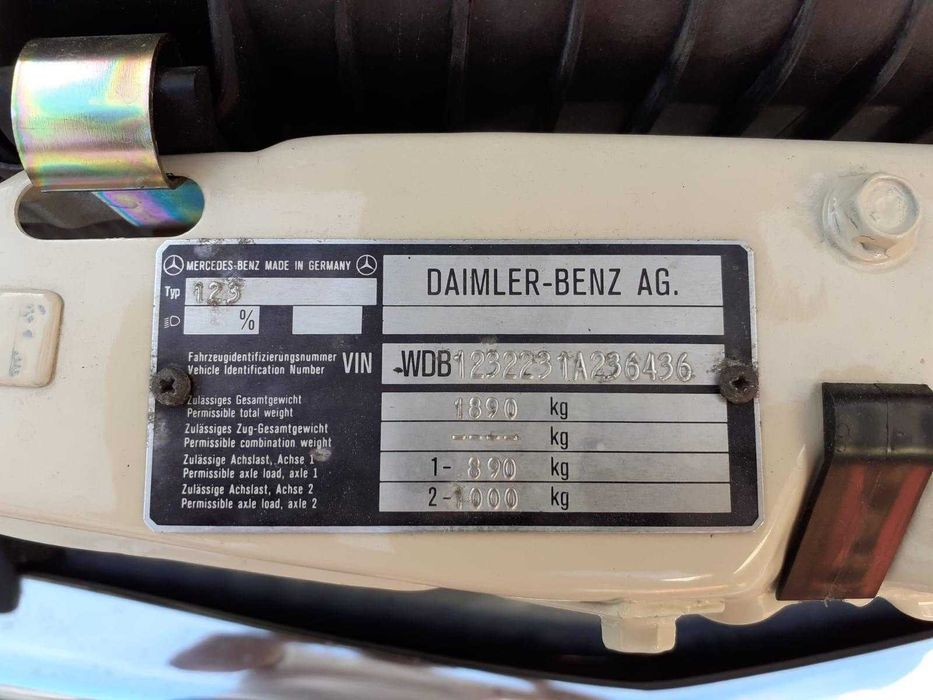 MERCEDES-BENZ MADE IN GERMANY
DAIMLER-BENZ AG.
Typ 123
%
Fahrzeugidentifizierungsnummer
Vehicle Identification Number
VIN WDB1232231A236436
Zulässiges Gesamtgewicht
Permissible total weight
1890 kg
Zulässiges Zug-Gesamtgewicht
Permissible combination weight
---- kg
Zulässige Achslast, Achse 1
Permissible axle load, axle 1
1- 890 kg
Zulässige Achslast, Achse 2
Permissible axle load, axle 2
2- 1000 kg